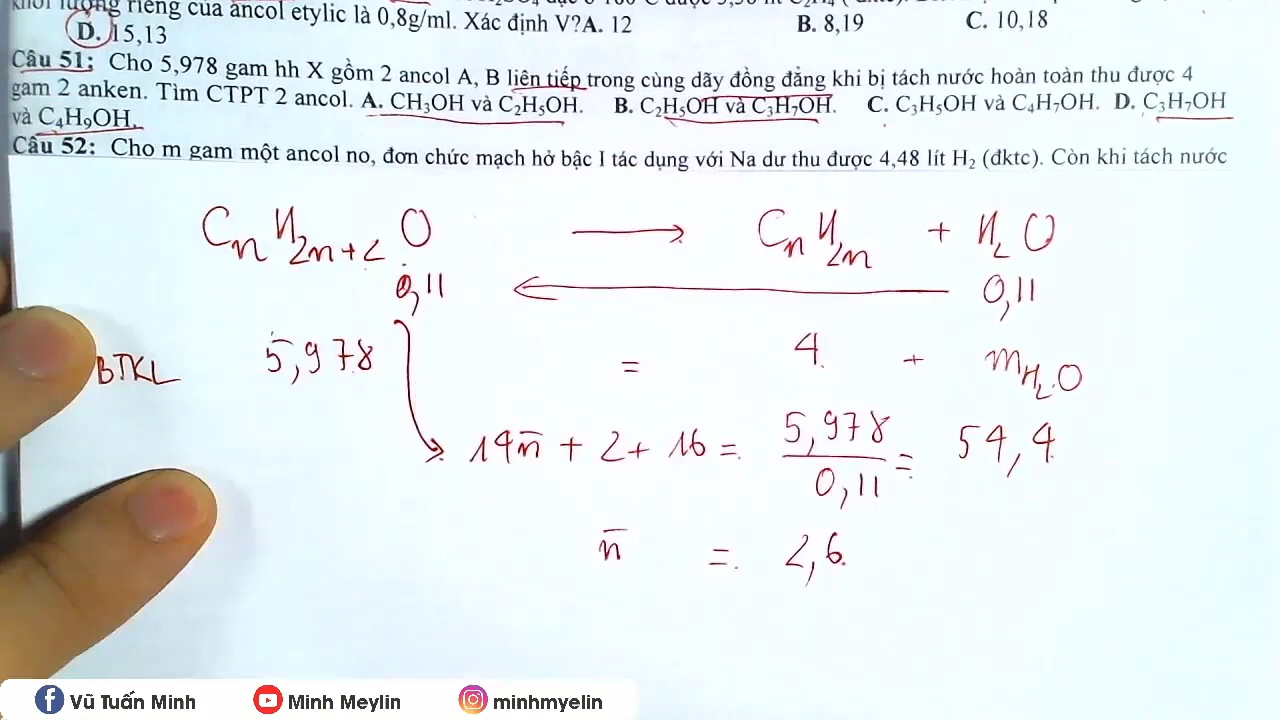 lượng riêng của ancol etylic là 0,8g/ml. Xác định V?A. 12 B. 8,19 C. 10,18
D. 15,13
Câu 51: Cho 5,978 gam hh X gồm 2 ancol A, B liên tiếp trong cùng dãy đồng đẳng khi bị tách nước hoàn toàn thu được 4
gam 2 anken. Tìm CTPT 2 ancol. A. CH₃OH và C₂H₅OH. B. C₂H₅OH và C₃H₇OH. C. C₃H₅OH và C₄H₇OH. D. C₃H₇OH
và C₄H₉OH.
Câu 52: Cho m gam một ancol no, đơn chức mạch hở bậc I tác dụng với Na dư thu được 4,48 lít H₂ (đktc). Còn khi tách nước
CnH2n+2O → CnH2n + H₂O
0,11 ← 0,11
BTKL 5,978 = 4 + mH₂O
14n̅ + 2 + 16 = 5,978/0,11 = 54,4
n̅ = 2,6
Vũ Tuấn Minh Minh Meylin minhmyelin